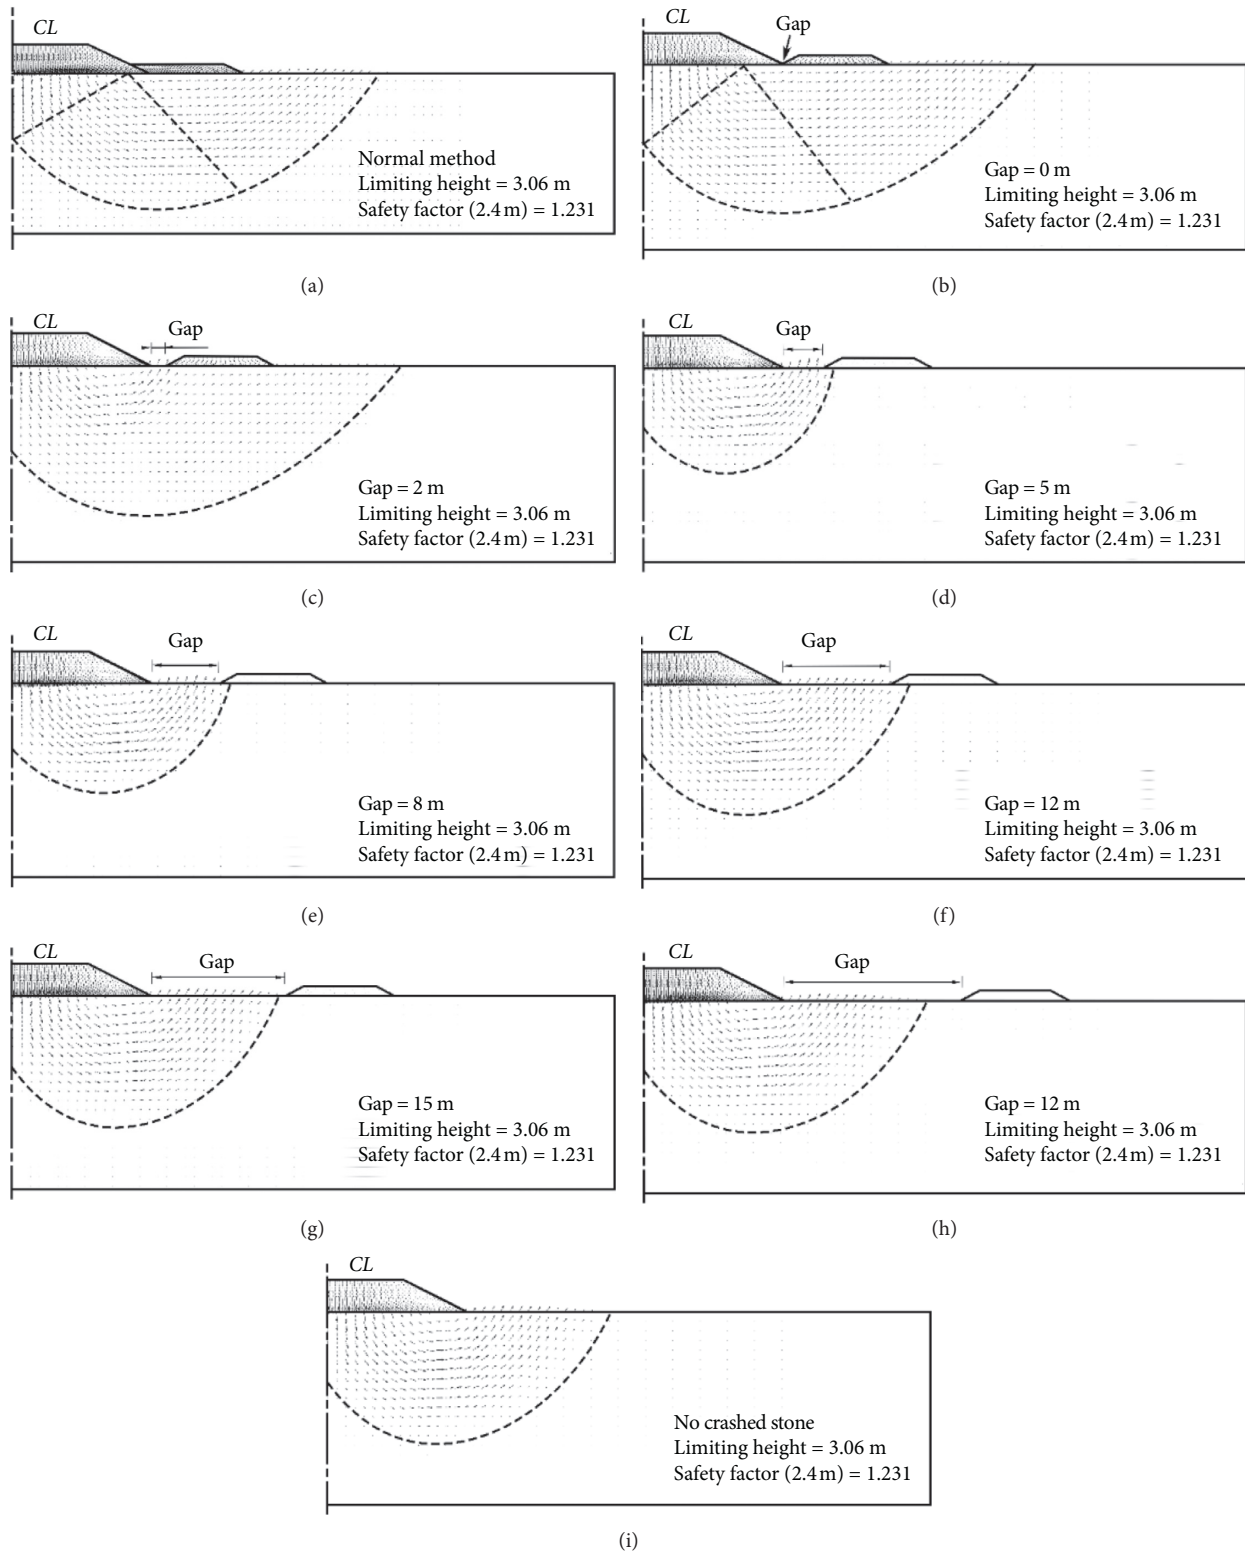 CL
Normal method
Limiting height = 3.06 m
Safety factor (2.4 m) = 1.231
(a)
Gap
Gap = 0 m
Limiting height = 3.06 m
Safety factor (2.4 m) = 1.231
(b)
CL
Gap
Gap = 2 m
Limiting height = 3.06 m
Safety factor (2.4 m) = 1.231
(c)
CL
Gap
Gap = 5 m
Limiting height = 3.06 m
Safety factor (2.4 m) = 1.231
(d)
CL
Gap
Gap = 8 m
Limiting height = 3.06 m
Safety factor (2.4 m) = 1.231
(e)
CL
Gap
Gap = 12 m
Limiting height = 3.06 m
Safety factor (2.4 m) = 1.231
(f)
CL
Gap
Gap = 15 m
Limiting height = 3.06 m
Safety factor (2.4 m) = 1.231
(g)
CL
Gap
Gap = 12 m
Limiting height = 3.06 m
Safety factor (2.4 m) = 1.231
(h)
CL
No crashed stone
Limiting height = 3.06 m
Safety factor (2.4 m) = 1.231
(i)
CL